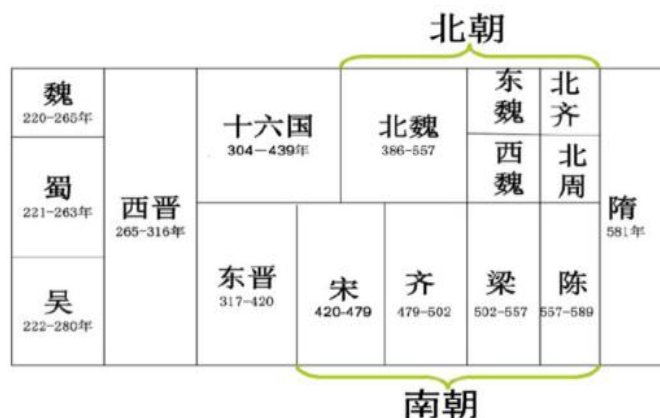 北朝
魏
220-265年
蜀
221-263年
吴
222-280年
西晋
265-316年
十六国
304—439年
东晋
317-420
北魏
386-557
东
魏
西
魏
北
齐
北
周
宋
420-479
齐
479-502
梁
502-557
陈
557-589
隋
581年
南朝